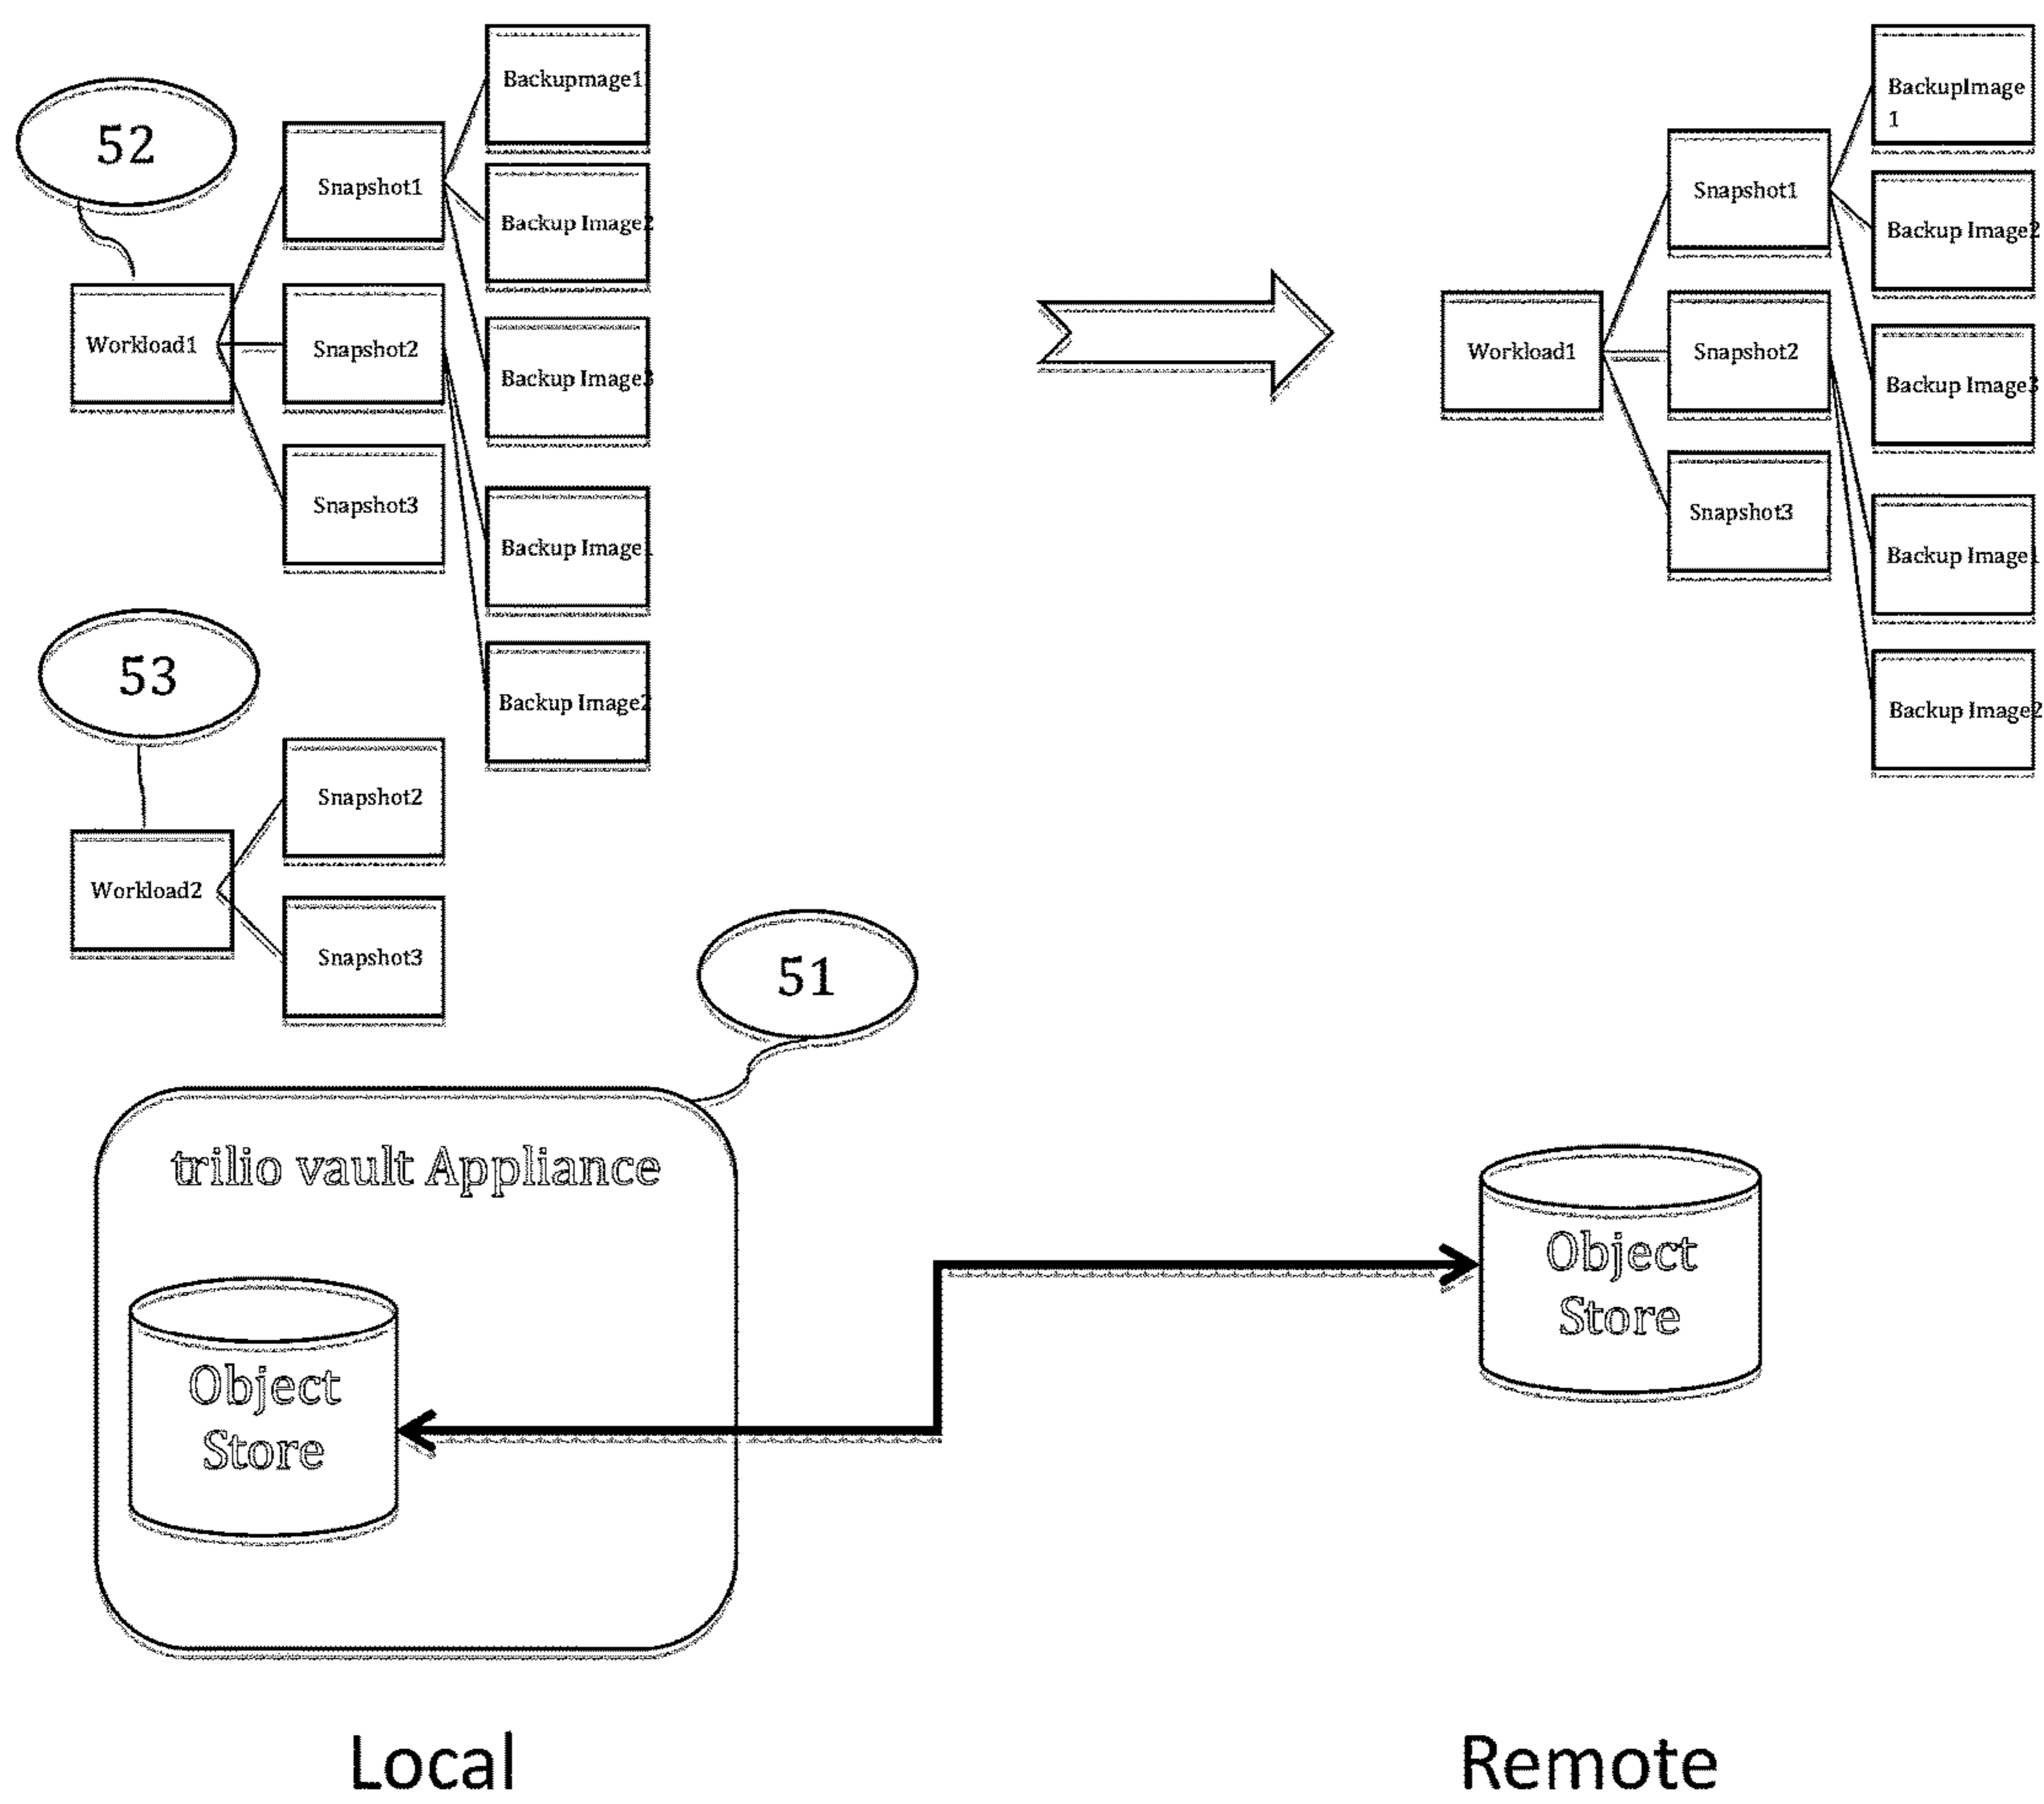 52
Workload1
Snapshot1
Snapshot2
Snapshot3
Backupmage1
Backup Image2
Backup Image3
Backup Image1
Backup Image2
53
Workload2
Snapshot2
Snapshot3
Workload1
Snapshot1
Snapshot2
Snapshot3
BackupImage
1
Backup Image2
Backup Image3
Backup Image1
Backup Image2
51
trilio vault Appliance
Object
Store
Object
Store
Local
Remote